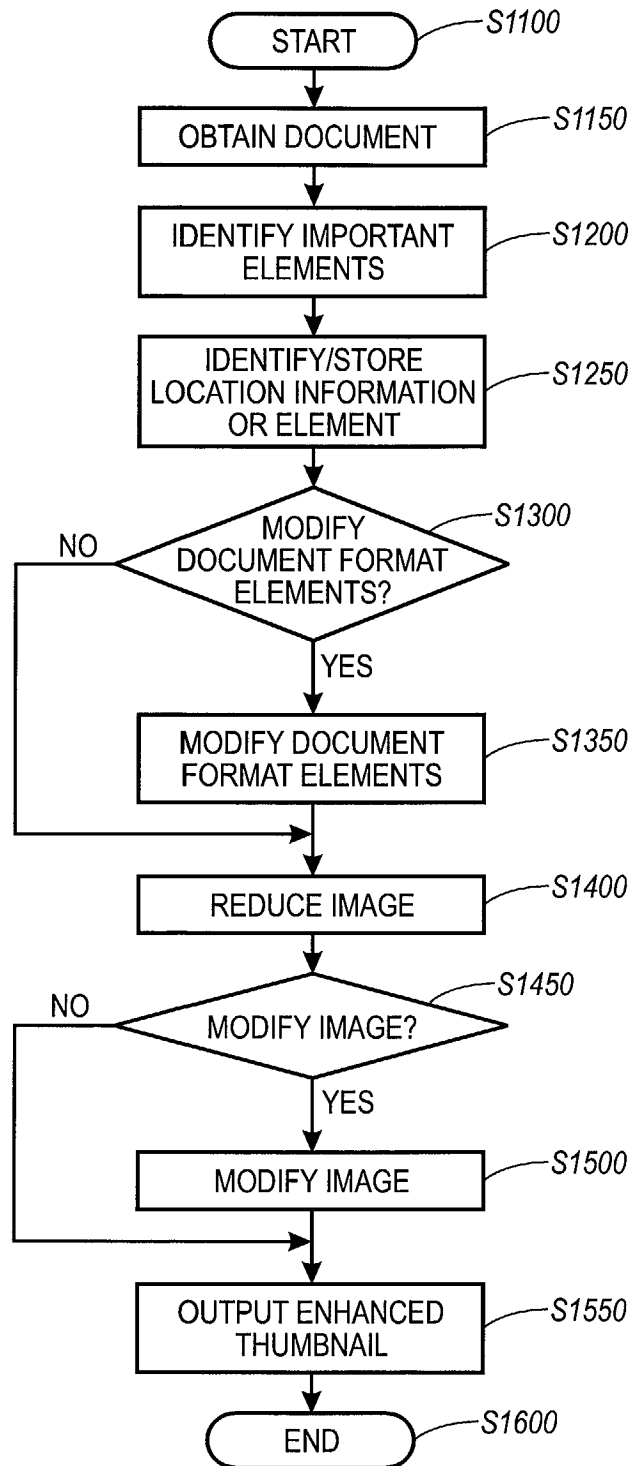 START
S1100
OBTAIN DOCUMENT
S1150
IDENTIFY IMPORTANT
ELEMENTS
S1200
IDENTIFY/STORE
LOCATION INFORMATION
OR ELEMENT
S1250
MODIFY
DOCUMENT FORMAT
ELEMENTS?
S1300
NO
YES
MODIFY DOCUMENT
FORMAT ELEMENTS
S1350
REDUCE IMAGE
S1400
MODIFY IMAGE?
S1450
NO
YES
MODIFY IMAGE
S1500
OUTPUT ENHANCED
THUMBNAIL
S1550
END
S1600